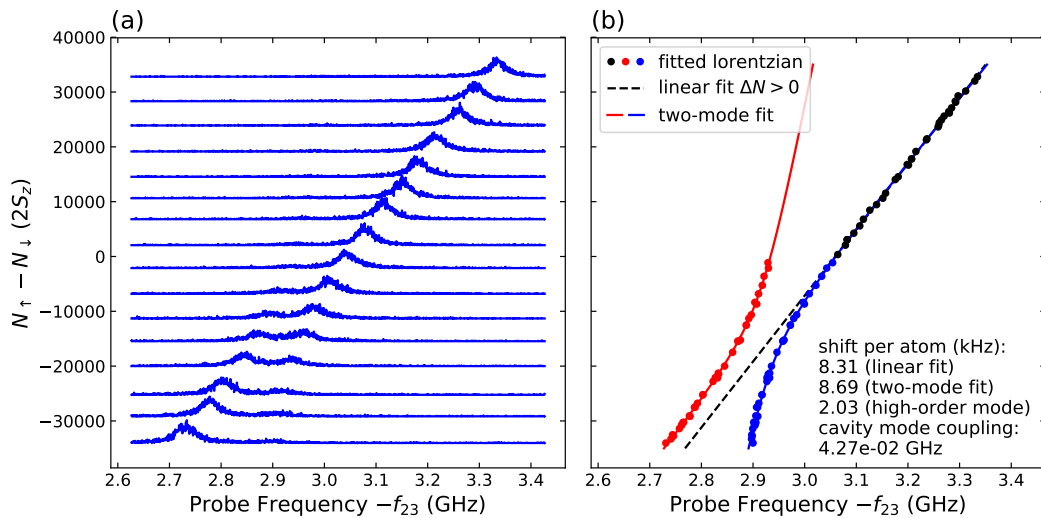 (a)
40000
30000
20000
10000
0
−10000
−20000
−30000
N↑ − N↓ (2S_z)
2.6 2.7 2.8 2.9 3.0 3.1 3.2 3.3 3.4
Probe Frequency −f₂₃ (GHz)
(b)
fitted lorentzian
linear fit ΔN > 0
two-mode fit
shift per atom (kHz):
8.31 (linear fit)
8.69 (two-mode fit)
2.03 (high-order mode)
cavity mode coupling:
4.27e-02 GHz
2.6 2.7 2.8 2.9 3.0 3.1 3.2 3.3 3.4
Probe Frequency −f₂₃ (GHz)